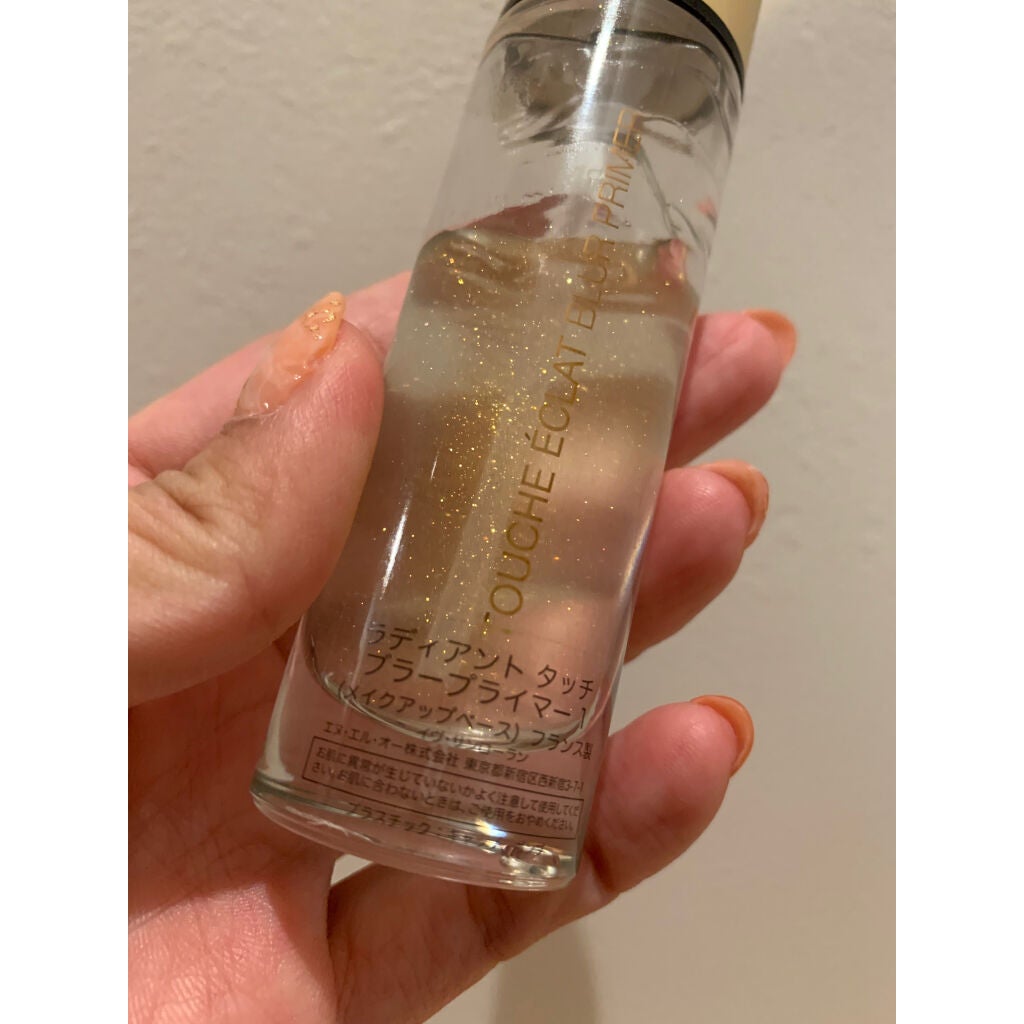 TOUCHE ÉCLAT BLUR PRIMER
ラディアント タッチ
ブラープライマー 1
(メイクアップベース) フランス製
イヴ・サンローラン
エヌ・エル・オー株式会社 東京都新宿区西新宿3-7-1
お肌に異常が生じていないかよく注意して使用してくだ
さい。お肌に合わないときは、ご使用をおやめください。
プラスチック: